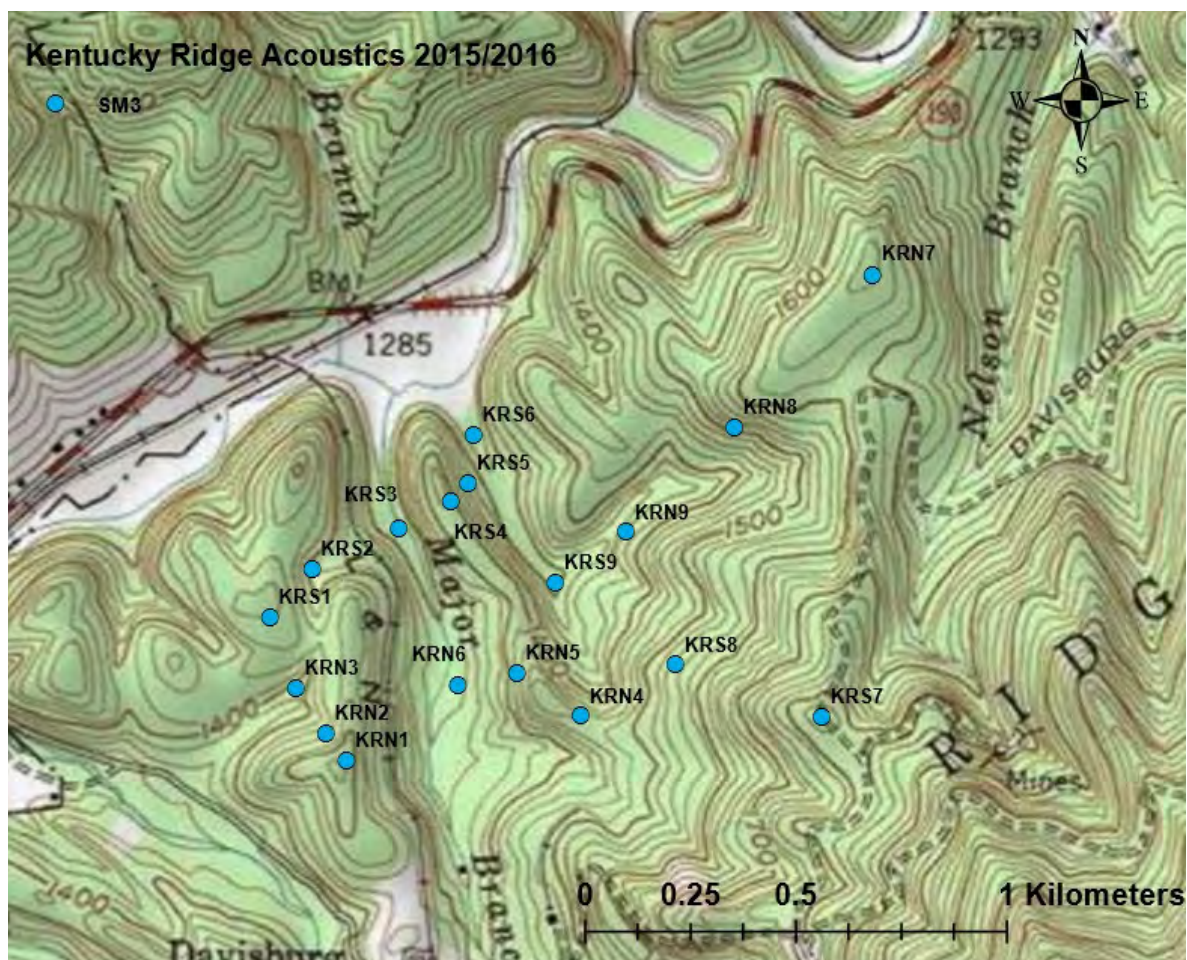 Kentucky Ridge Acoustics 2015/2016
SM3
Branch
1293
N
W E
S
190
Nelson Branch
KRN7
1600
BM
1400
1285
1500
DAVISBURG
KRS6
KRN8
KRS5
KRS3
KRS4
KRN9
1500
Major
KRS2
KRS9
KRS1
L & N
KRN6
KRN5
KRS8
KRN3
KRN4
KRS7
1400
KRN2
KRN1
RIDG
Mines
Branc
700
1400
0 0.25 0.5 1 Kilometers
Davisburg